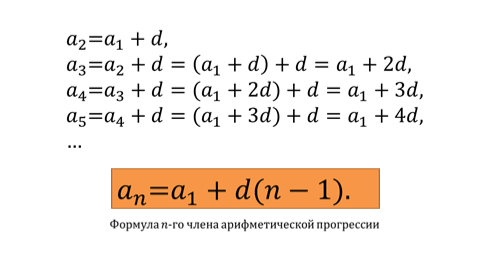 a₂=a₁ + d,
a₃=a₂ + d = (a₁ + d) + d = a₁ + 2d,
a₄=a₃ + d = (a₁ + 2d) + d = a₁ + 3d,
a₅=a₄ + d = (a₁ + 3d) + d = a₁ + 4d,
...
aₙ=a₁ + d(n − 1).
Формула n-го члена арифметической прогрессии